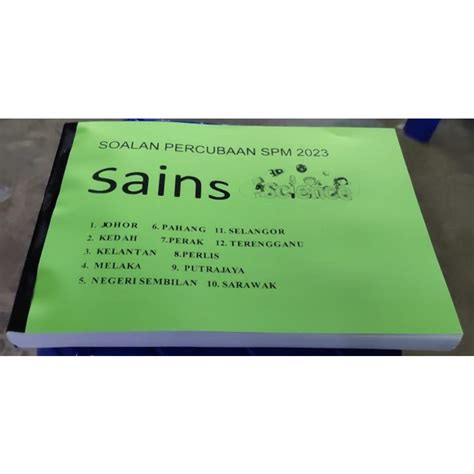 SOALAN PERCUBAAN SPM 2023
Sains
Science
1. JOHOR 6. PAHANG 11. SELANGOR
2. KEDAH 7.PERAK 12. TERENGGANU
3. KELANTAN 8.PERLIS
4. MELAKA 9. PUTRAJAYA
5. NEGERI SEMBILAN 10. SARAWAK